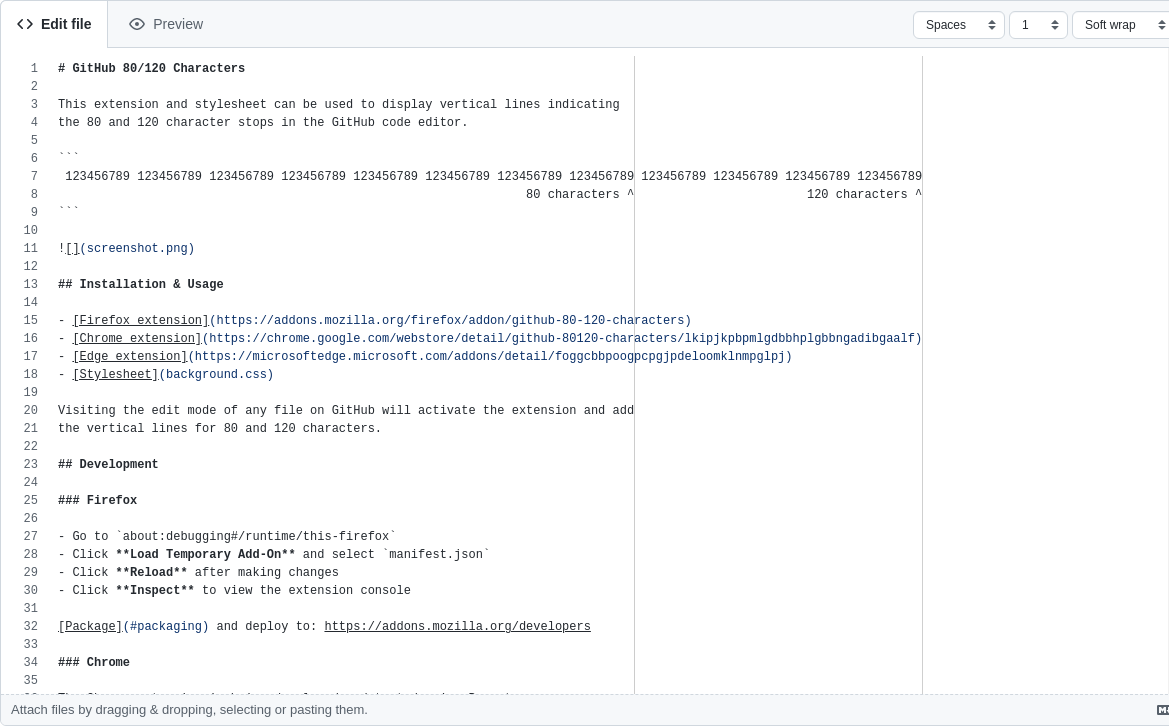 Edit file Preview Spaces 1 Soft wrap
1 # GitHub 80/120 Characters
2
3 This extension and stylesheet can be used to display vertical lines indicating
4 the 80 and 120 character stops in the GitHub code editor.
5
6 ```
7  123456789 123456789 123456789 123456789 123456789 123456789 123456789 123456789 123456789 123456789 123456789 123456789
8                                                                  80 characters ^                        120 characters ^
9 ```
10
11 ![](screenshot.png)
12
13 ## Installation & Usage
14
15 - [Firefox extension](https://addons.mozilla.org/firefox/addon/github-80-120-characters)
16 - [Chrome extension](https://chrome.google.com/webstore/detail/github-80120-characters/lkipjkpbpmlgdbbhplgbbngadibgaalf)
17 - [Edge extension](https://microsoftedge.microsoft.com/addons/detail/foggcbbpoogpcpgjpdeloomklnmpglpj)
18 - [Stylesheet](background.css)
19
20 Visiting the edit mode of any file on GitHub will activate the extension and add
21 the vertical lines for 80 and 120 characters.
22
23 ## Development
24
25 ### Firefox
26
27 - Go to `about:debugging#/runtime/this-firefox`
28 - Click **Load Temporary Add-On** and select `manifest.json`
29 - Click **Reload** after making changes
30 - Click **Inspect** to view the extension console
31
32 [Package](#packaging) and deploy to: https://addons.mozilla.org/developers
33
34 ### Chrome
35
Attach files by dragging & dropping, selecting or pasting them.